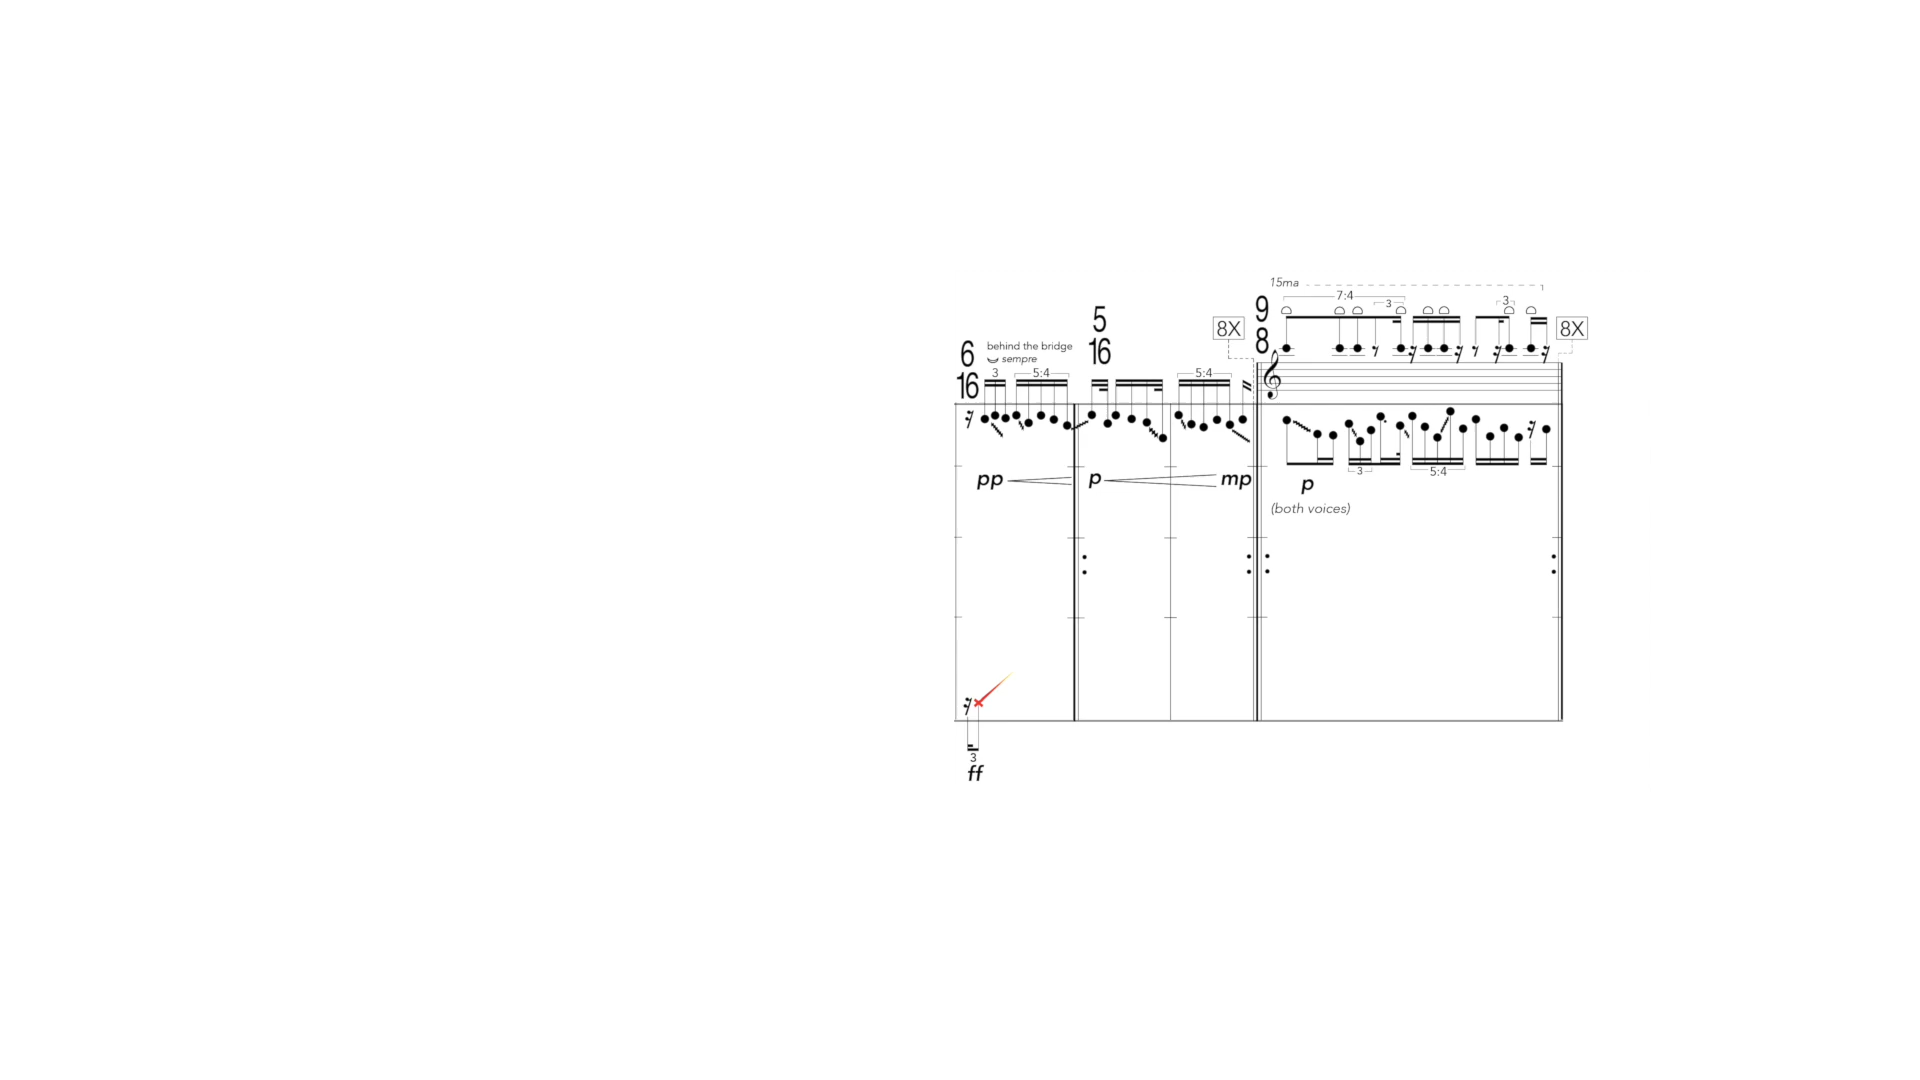 15ma
7:4
3
3
9
8
8X
8X
5
16
6
16
behind the bridge
sempre
3
5:4
5:4
3
5:4
pp
p
mp
p
(both voices)
3
ff